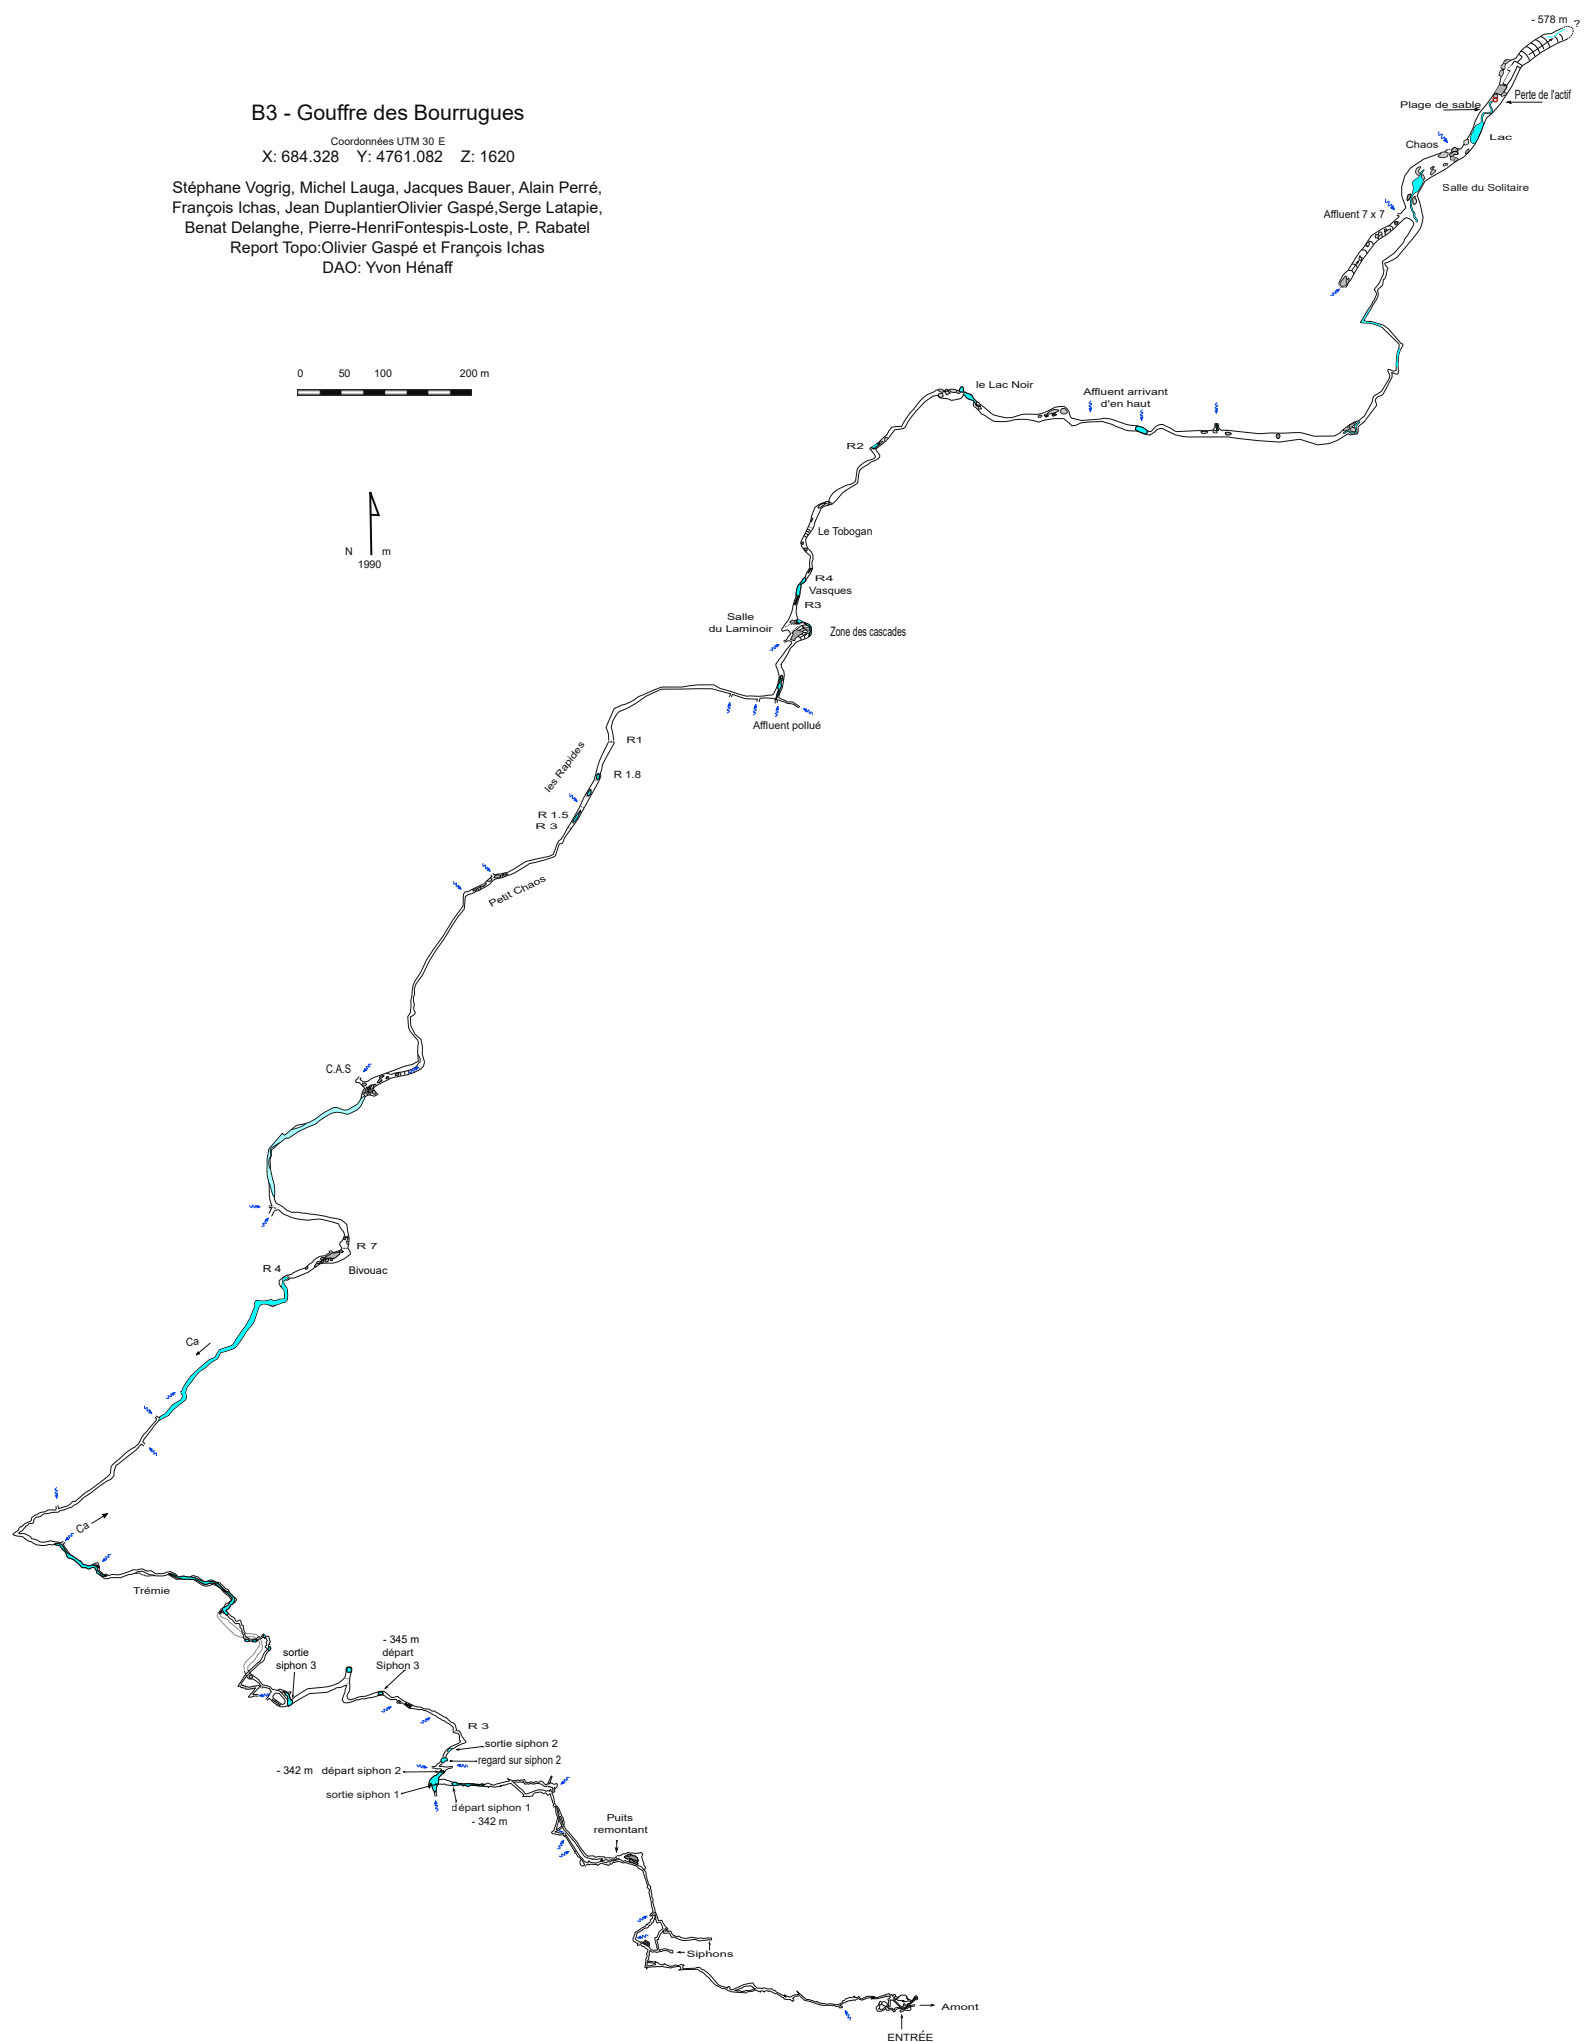 - 578 m
?
B3 - Gouffre des Bourrugues
Coordonnées UTM 30 E
X: 684.328 Y: 4761.082 Z: 1620
Stéphane Vogrig, Michel Lauga, Jacques Bauer, Alain Perré,
François Ichas, Jean DuplantierOlivier Gaspé,Serge Latapie,
Benat Delanghe, Pierre-HenriFontespis-Loste, P. Rabatel
Report Topo:Olivier Gaspé et François Ichas
DAO: Yvon Hénaff
Plage de sable
Perte de l'actif
Lac
Chaos
Salle du Solitaire
Affluent 7 x 7
0 50 100 200 m
le Lac Noir
Affluent arrivant
d'en haut
R2
N m
1990
Le Tobogan
R4
Vasques
R3
Salle
du Laminoir
Zone des cascades
Affluent pollué
R1
les Rapides
R 1.8
R 1.5
R 3
Petit Chaos
C.A.S
R 7
R 4
Bivouac
Ca
Ca
Trémie
- 345 m
départ
Siphon 3
sortie
siphon 3
R 3
sortie siphon 2
regard sur siphon 2
- 342 m départ siphon 2
sortie siphon 1
départ siphon 1
- 342 m
Puits
remontant
Siphons
Amont
ENTRÉE